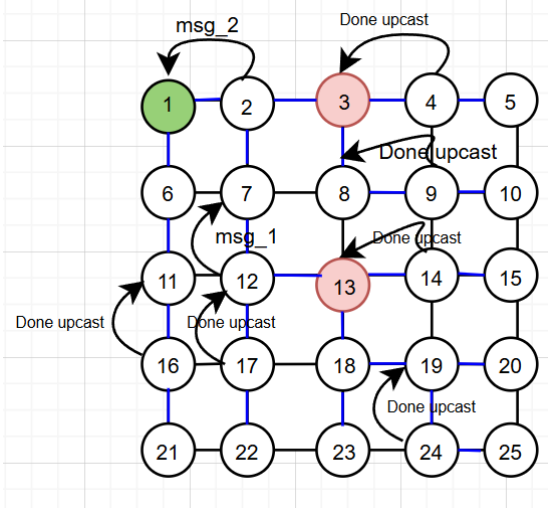 Done upcast
msg_2
1 2 3 4 5
Done upcast
6 7 8 9 10
msg_1
Done upcast
11 12 13 14 15
Done upcast
Done upcast
16 17 18 19 20
Done upcast
21 22 23 24 25